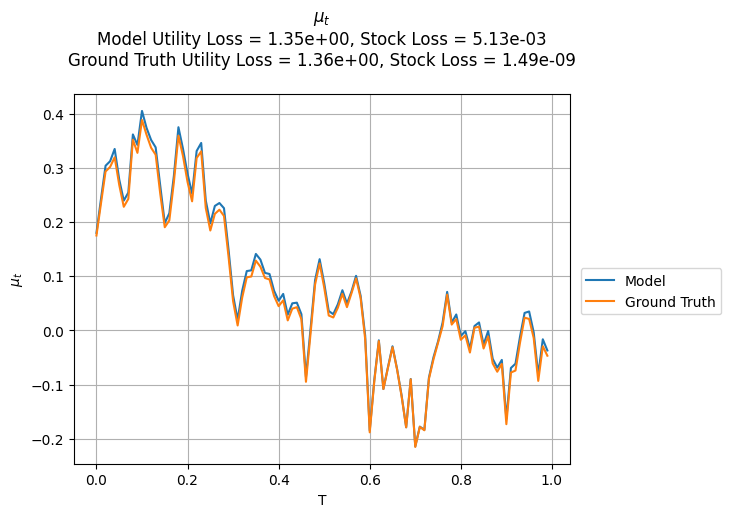 μt
Model Utility Loss = 1.35e+00, Stock Loss = 5.13e-03
Ground Truth Utility Loss = 1.36e+00, Stock Loss = 1.49e-09
0.4
0.3
0.2
0.1
0.0
−0.1
−0.2
μt
0.0 0.2 0.4 0.6 0.8 1.0
T
Model
Ground Truth